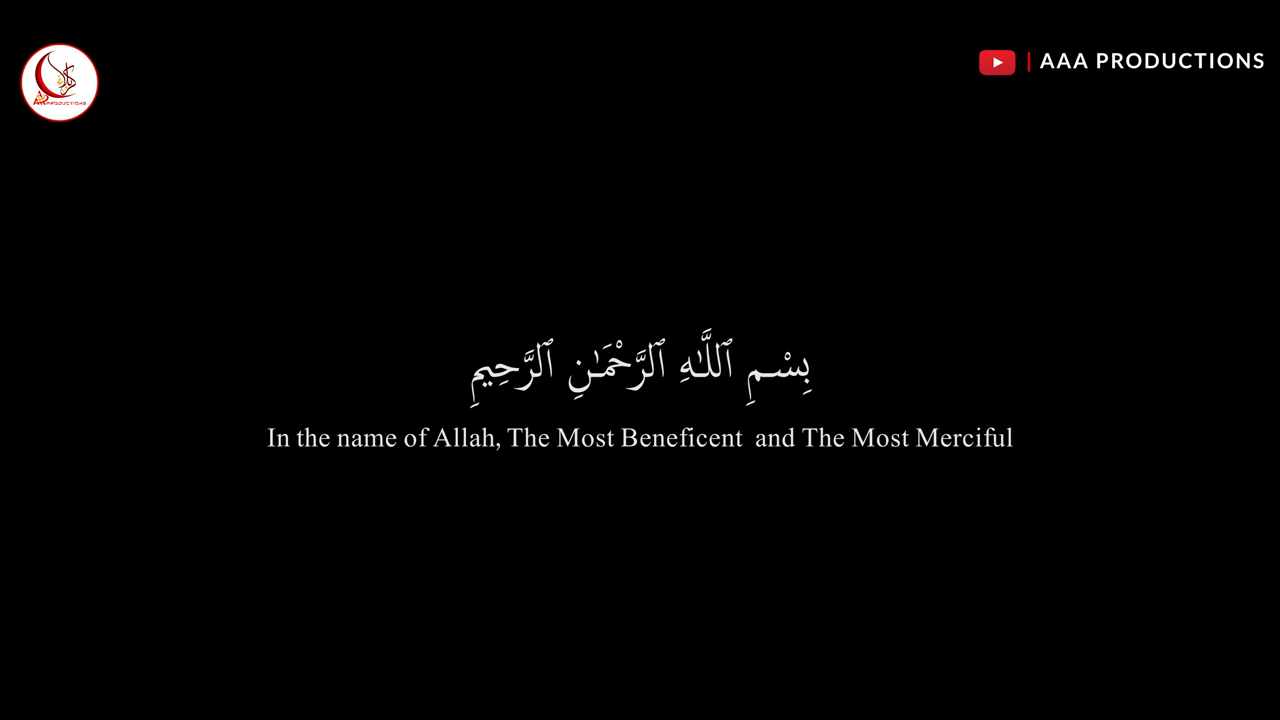 AAA PRODUCTIONS
بِسْمِ ٱللَّٰهِ ٱلرَّحْمَٰنِ ٱلرَّحِيمِ
In the name of Allah, The Most Beneficent and The Most Merciful